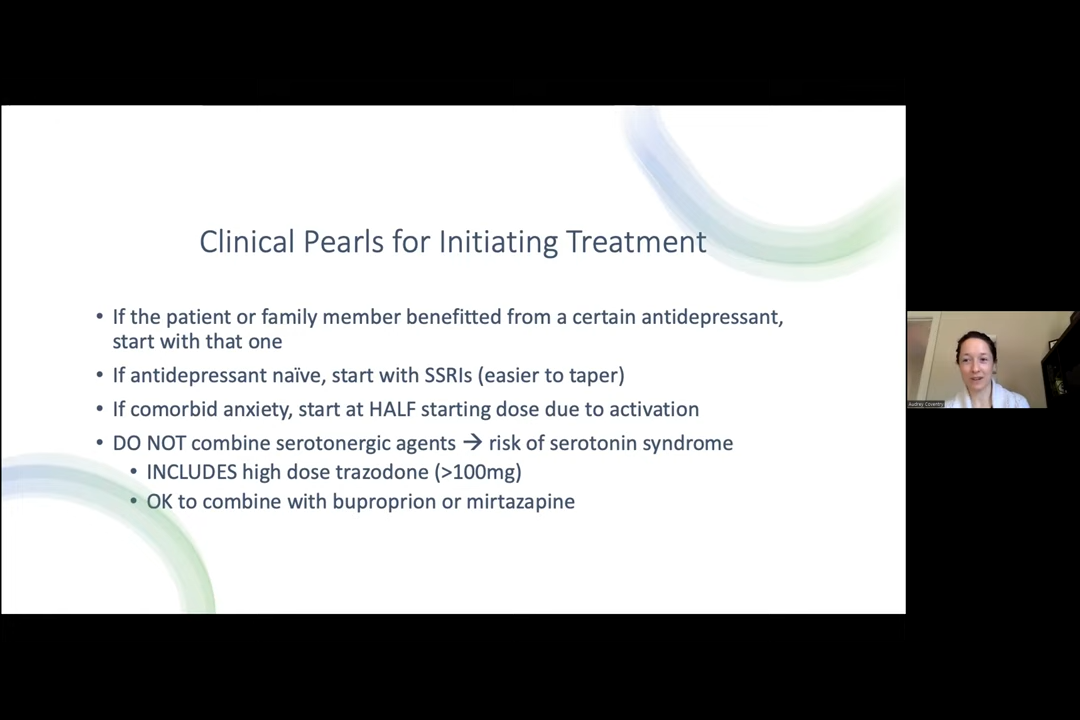 Clinical Pearls for Initiating Treatment
• If the patient or family member benefitted from a certain antidepressant,
start with that one
• If antidepressant naïve, start with SSRIs (easier to taper)
• If comorbid anxiety, start at HALF starting dose due to activation
• DO NOT combine serotonergic agents → risk of serotonin syndrome
• INCLUDES high dose trazodone (>100mg)
• OK to combine with buproprion or mirtazapine
Audrey Coventry